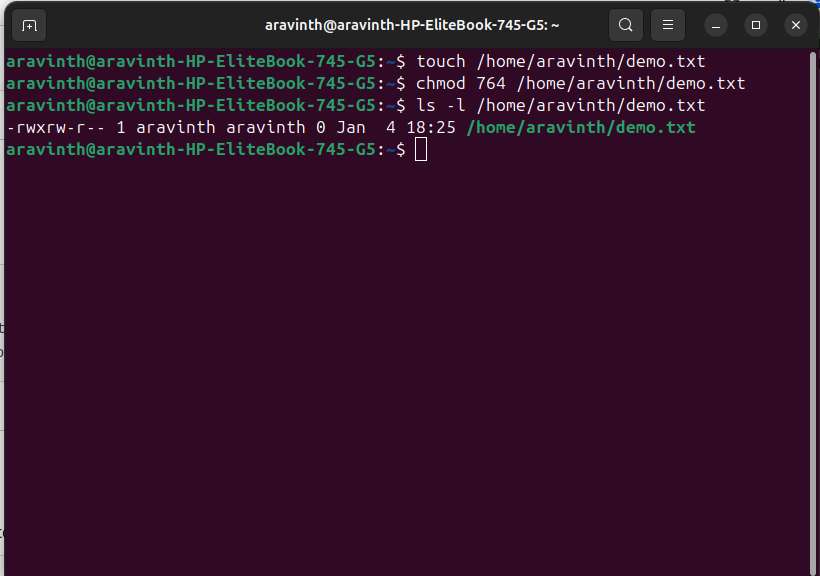 aravinth@aravinth-HP-EliteBook-745-G5: ~
aravinth@aravinth-HP-EliteBook-745-G5:~$ touch /home/aravinth/demo.txt
aravinth@aravinth-HP-EliteBook-745-G5:~$ chmod 764 /home/aravinth/demo.txt
aravinth@aravinth-HP-EliteBook-745-G5:~$ ls -l /home/aravinth/demo.txt
-rwxrw-r-- 1 aravinth aravinth 0 Jan  4 18:25 /home/aravinth/demo.txt
aravinth@aravinth-HP-EliteBook-745-G5:~$